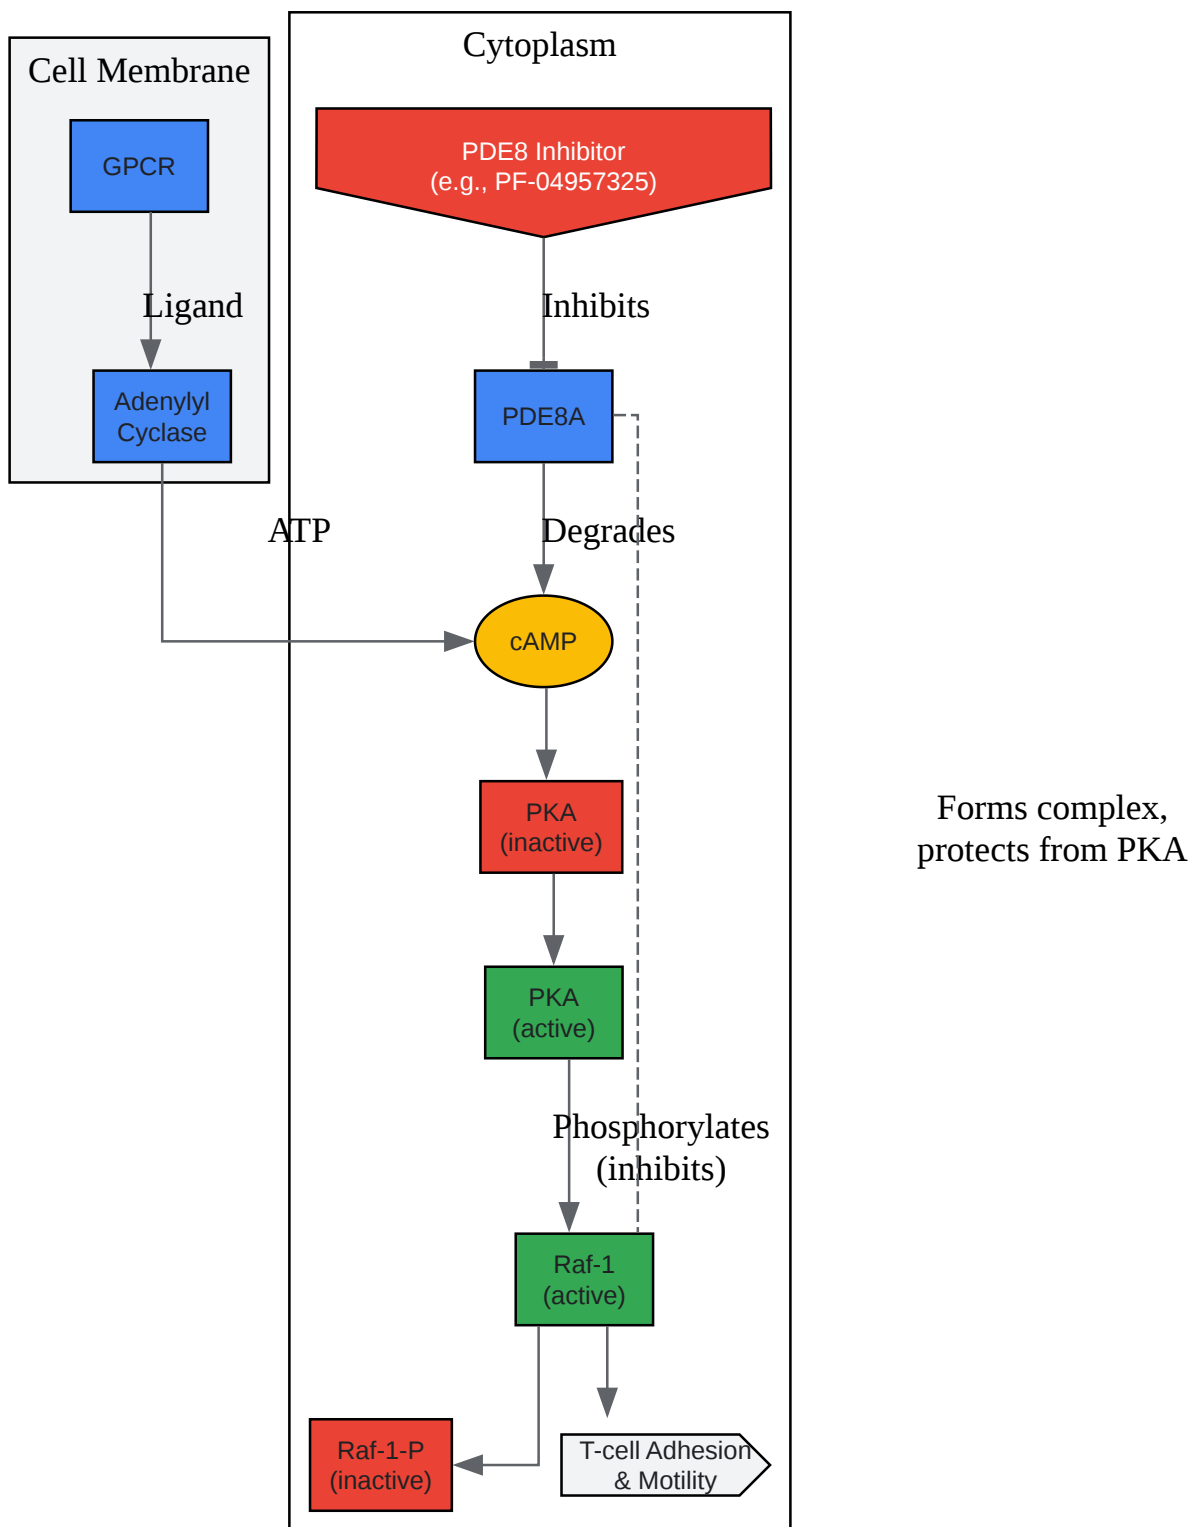 Cytoplasm
Cell Membrane
PDE8 Inhibitor
(e.g., PF-04957325)
GPCR
Ligand
Inhibits
Adenylyl
Cyclase
PDE8A
ATP
Degrades
cAMP
PKA
(inactive)
Forms complex,
protects from PKA
PKA
(active)
Phosphorylates
(inhibits)
Raf-1
(active)
Raf-1-P
(inactive)
T-cell Adhesion
& Motility